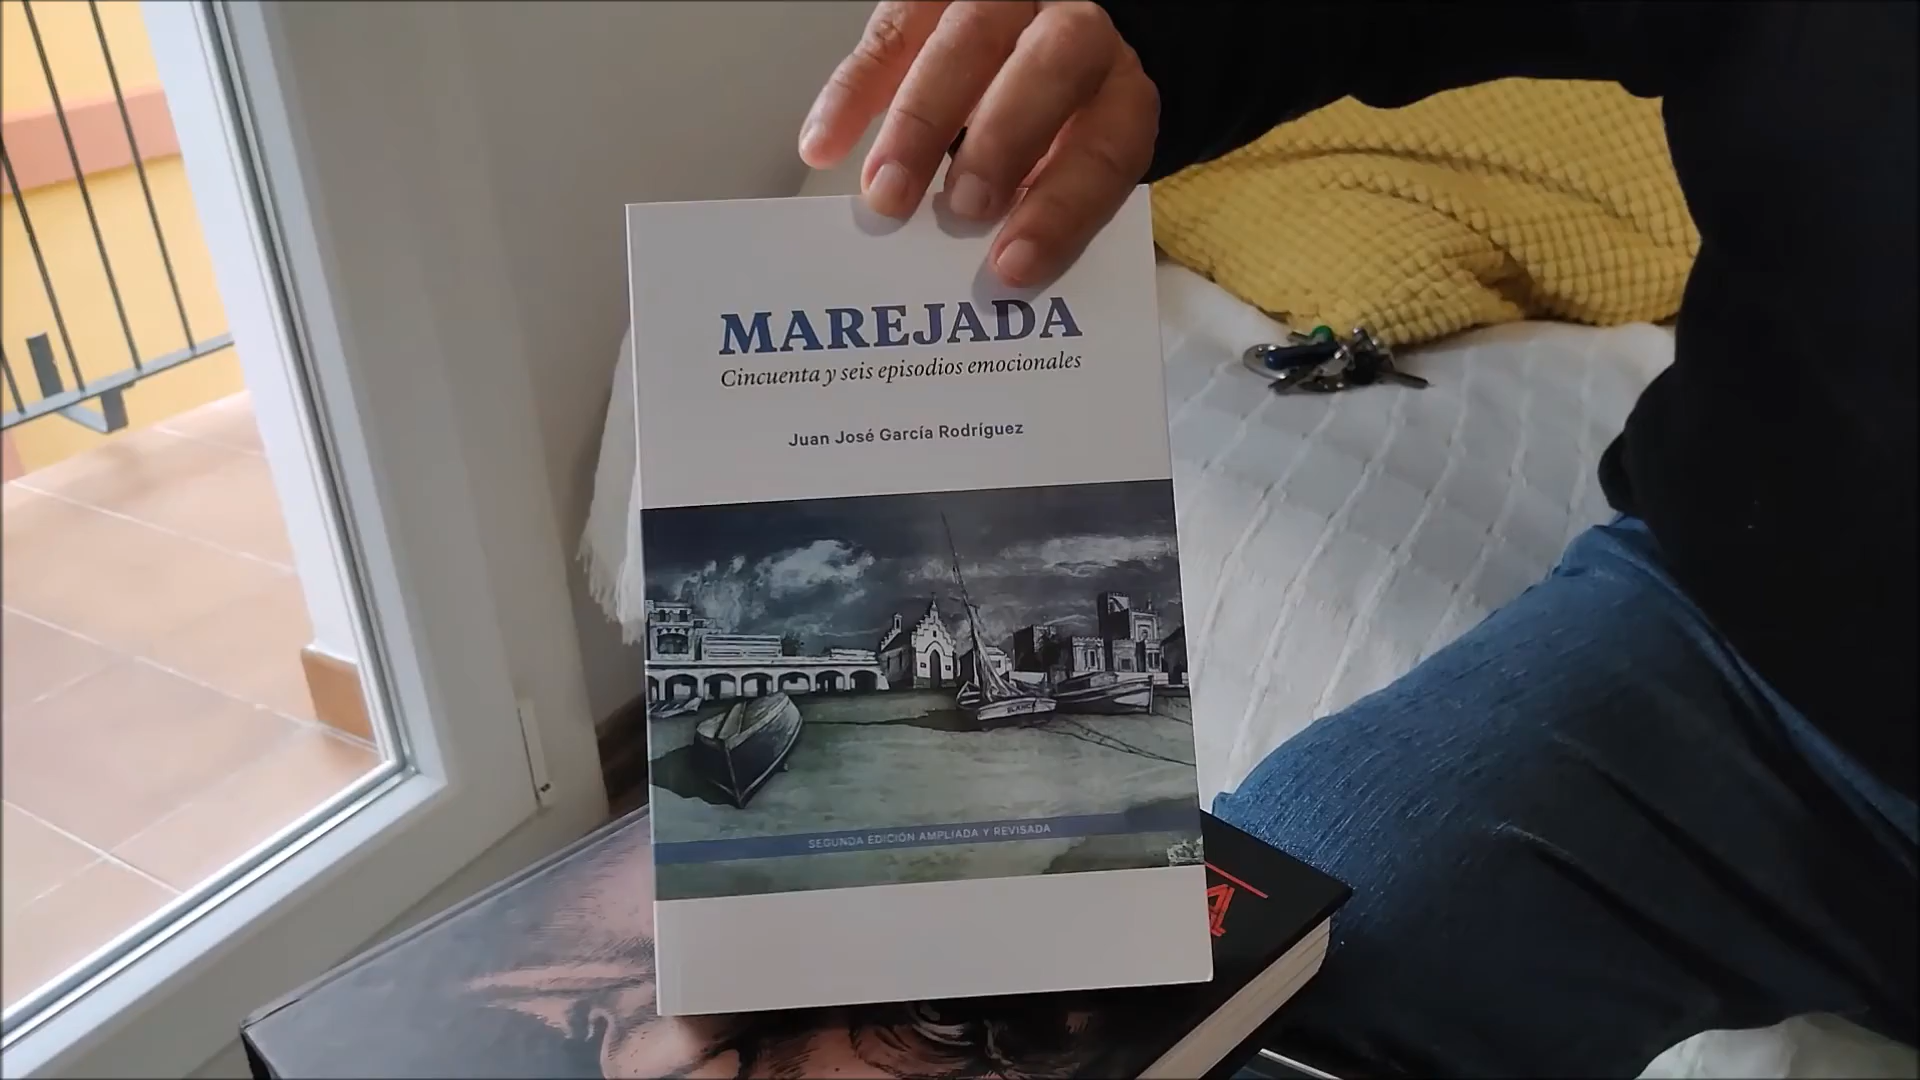 MAREJADA
Cincuenta y seis episodios emocionales
Juan José García Rodríguez
SEGUNDA EDICIÓN AMPLIADA Y REVISADA